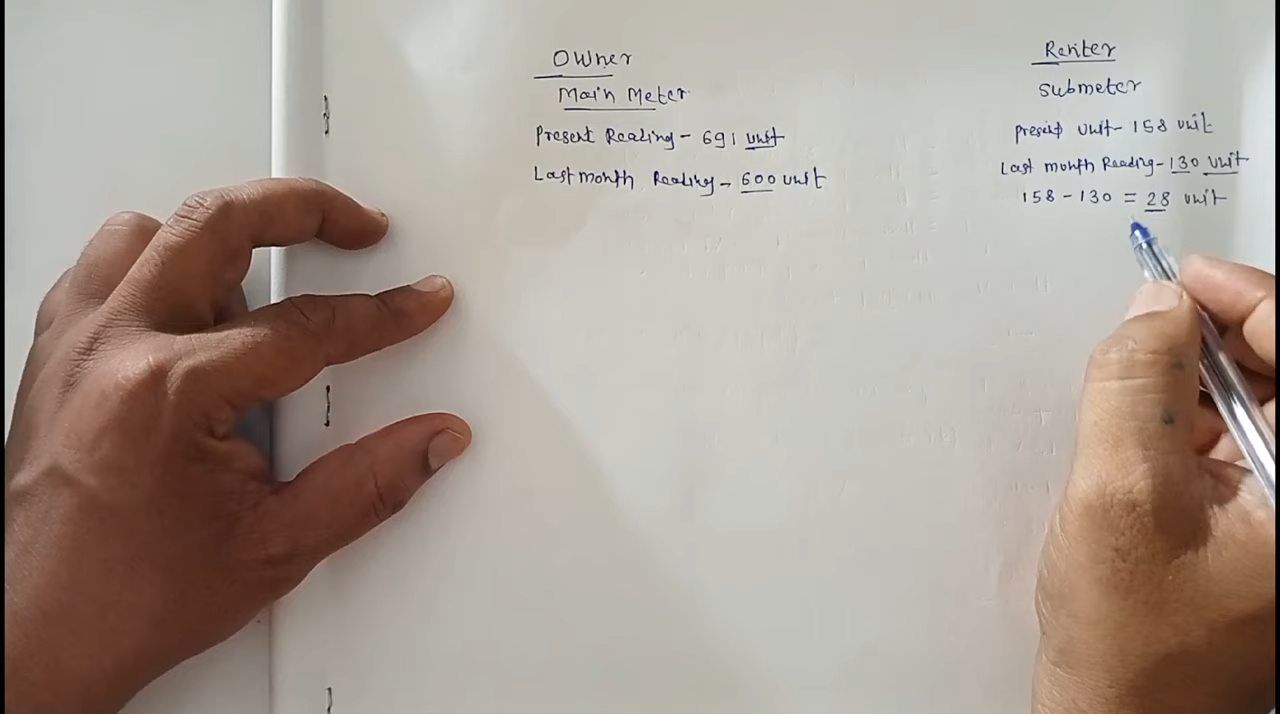 Owner
Main Meter
Present Reading - 691 unit
Last month Reading - 600 unit
Renter
Submeter
present unit - 158 unit
Last month Reading - 130 unit
158 - 130 = 28 unit